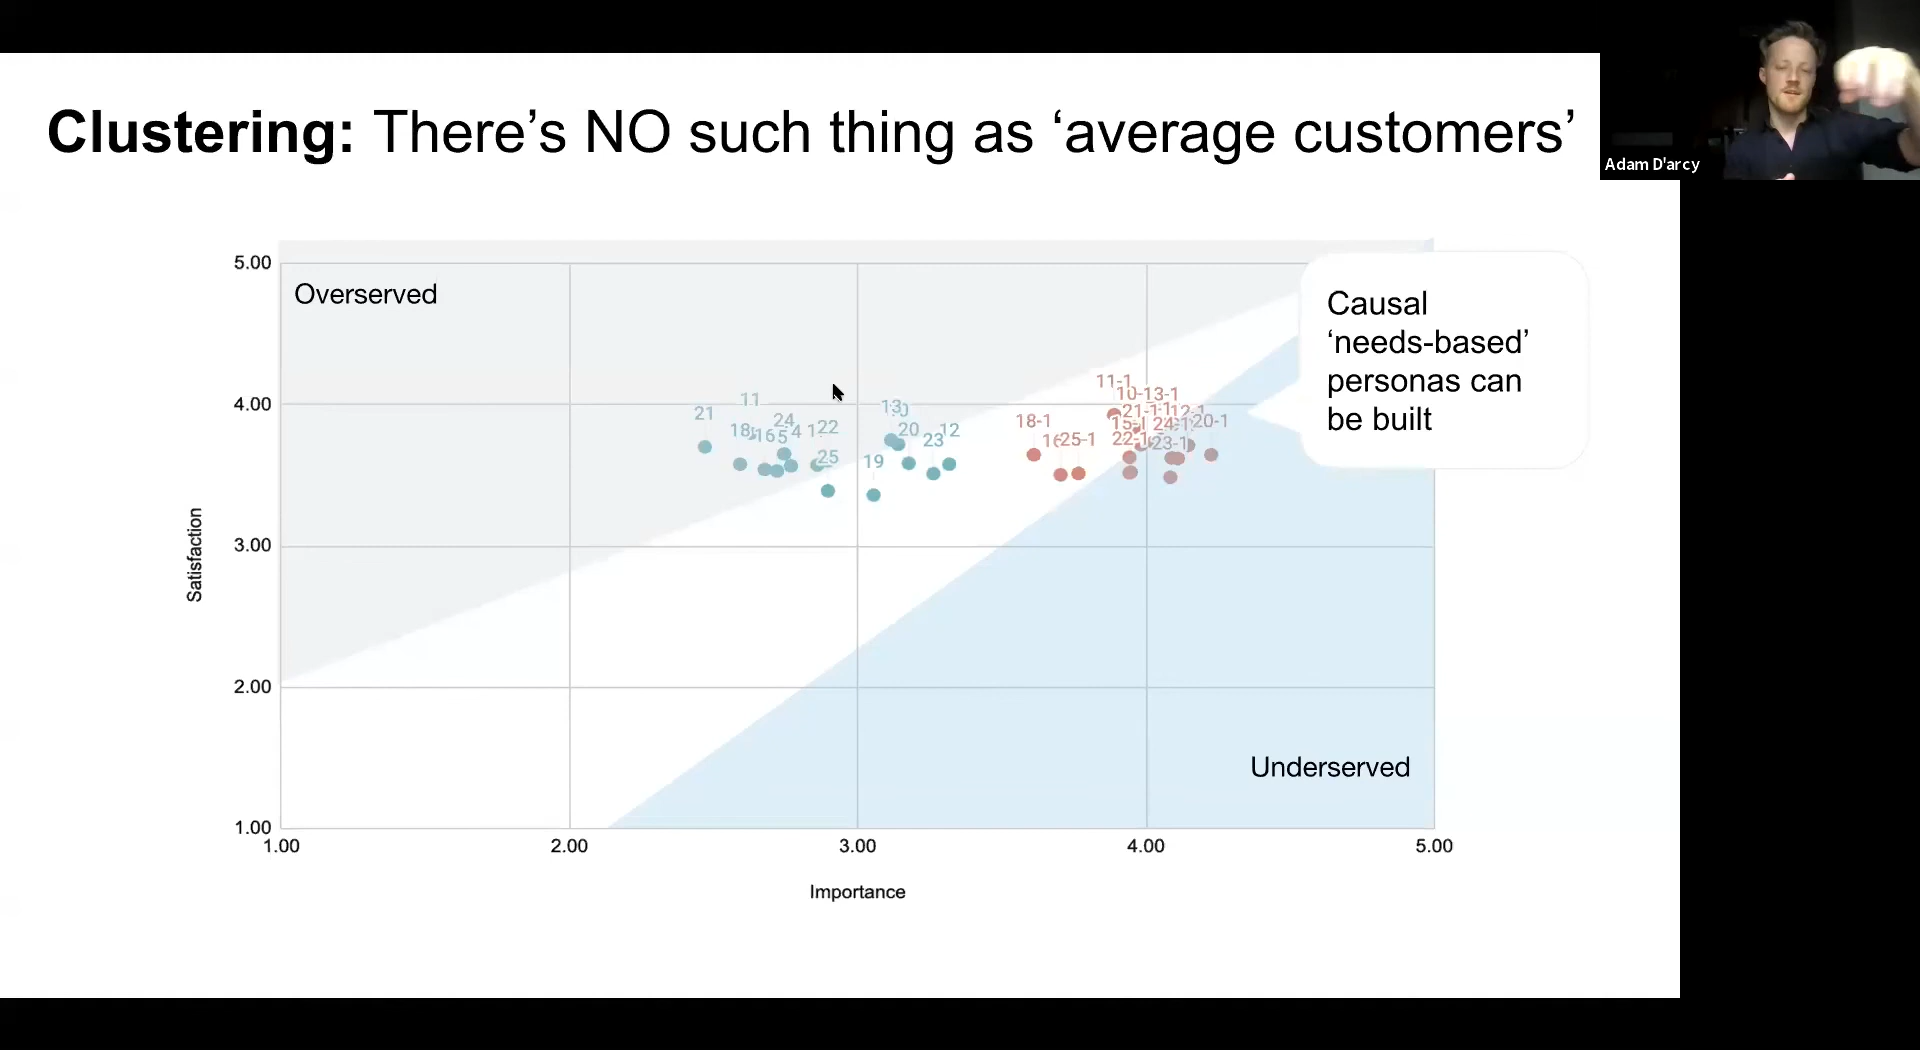 Clustering: There’s NO such thing as ‘average customers’
Adam D'arcy
5.00
Overserved
Causal
‘needs-based’
personas can
be built
4.00
21
11
24
22
13
20
12
23
25
19
11-1
13-1
18-1
25-1
22-1
23-1
20-1
3.00
Satisfaction
2.00
Underserved
1.00
1.00 2.00 3.00 4.00 5.00
Importance